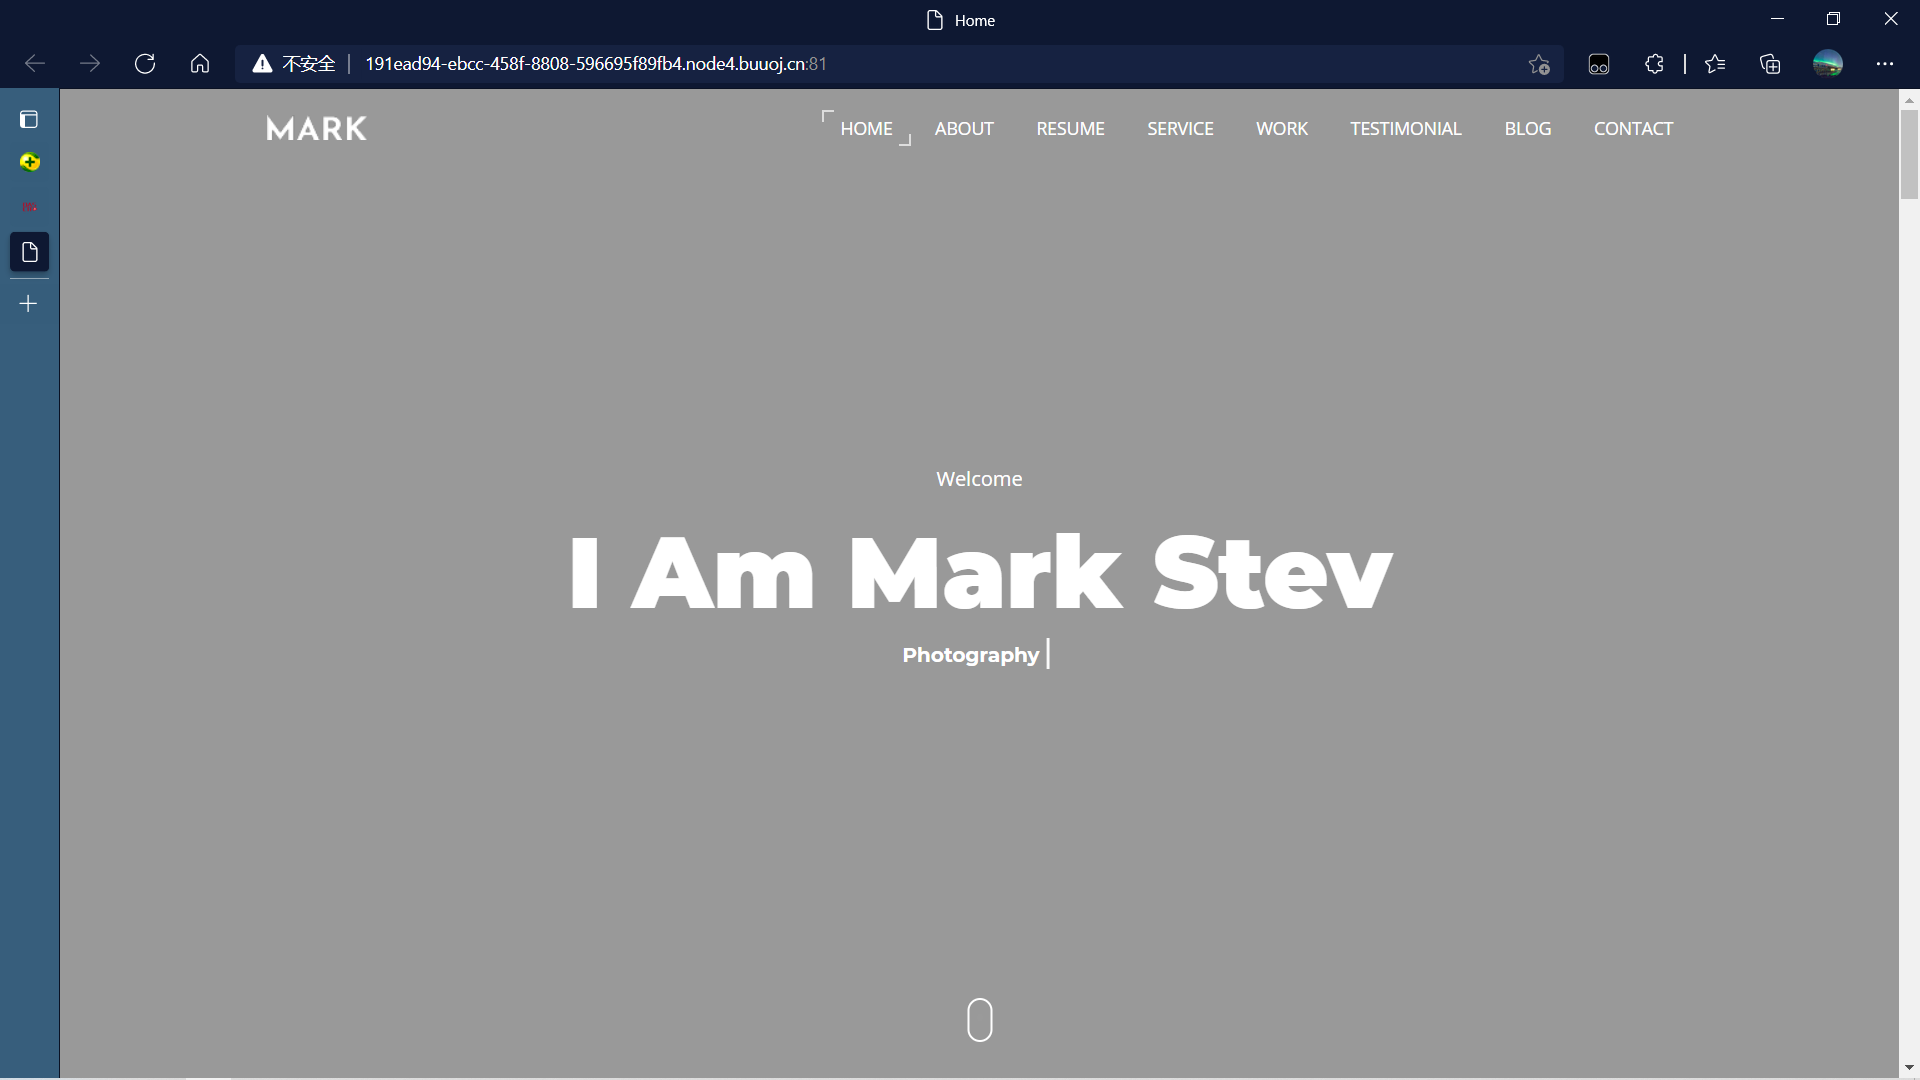 Home
不安全 191ead94-ebcc-458f-8808-596695f89fb4.node4.buuoj.cn:81
MARK HOME ABOUT RESUME SERVICE WORK TESTIMONIAL BLOG CONTACT
Welcome
I Am Mark Stev
Photography